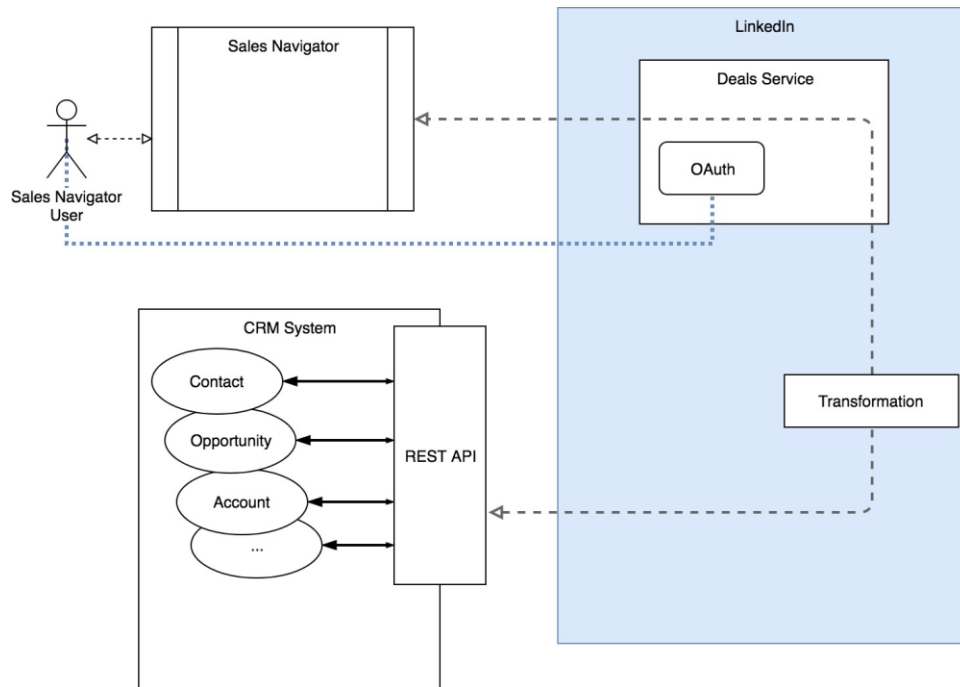 LinkedIn
Sales Navigator
Deals Service
OAuth
Sales Navigator
User
CRM System
Contact
Opportunity
Account
...
REST API
Transformation